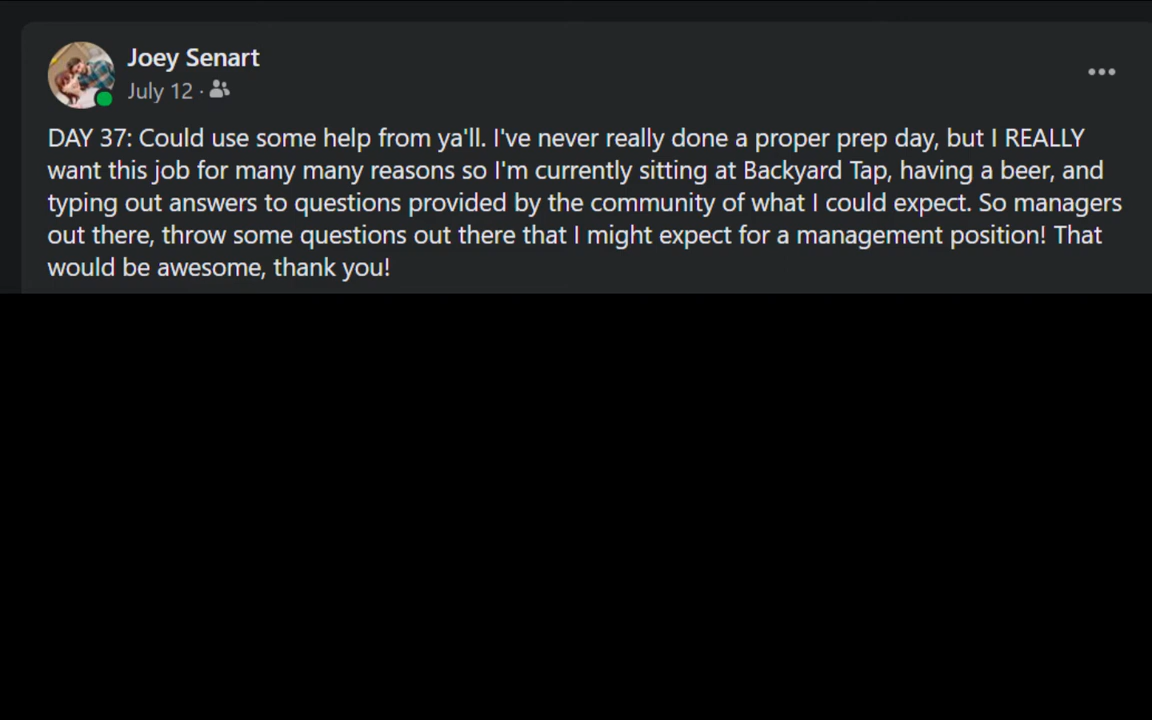 Joey Senart
July 12 ·
DAY 37: Could use some help from ya'll. I've never really done a proper prep day, but I REALLY
want this job for many many reasons so I'm currently sitting at Backyard Tap, having a beer, and
typing out answers to questions provided by the community of what I could expect. So managers
out there, throw some questions out there that I might expect for a management position! That
would be awesome, thank you!